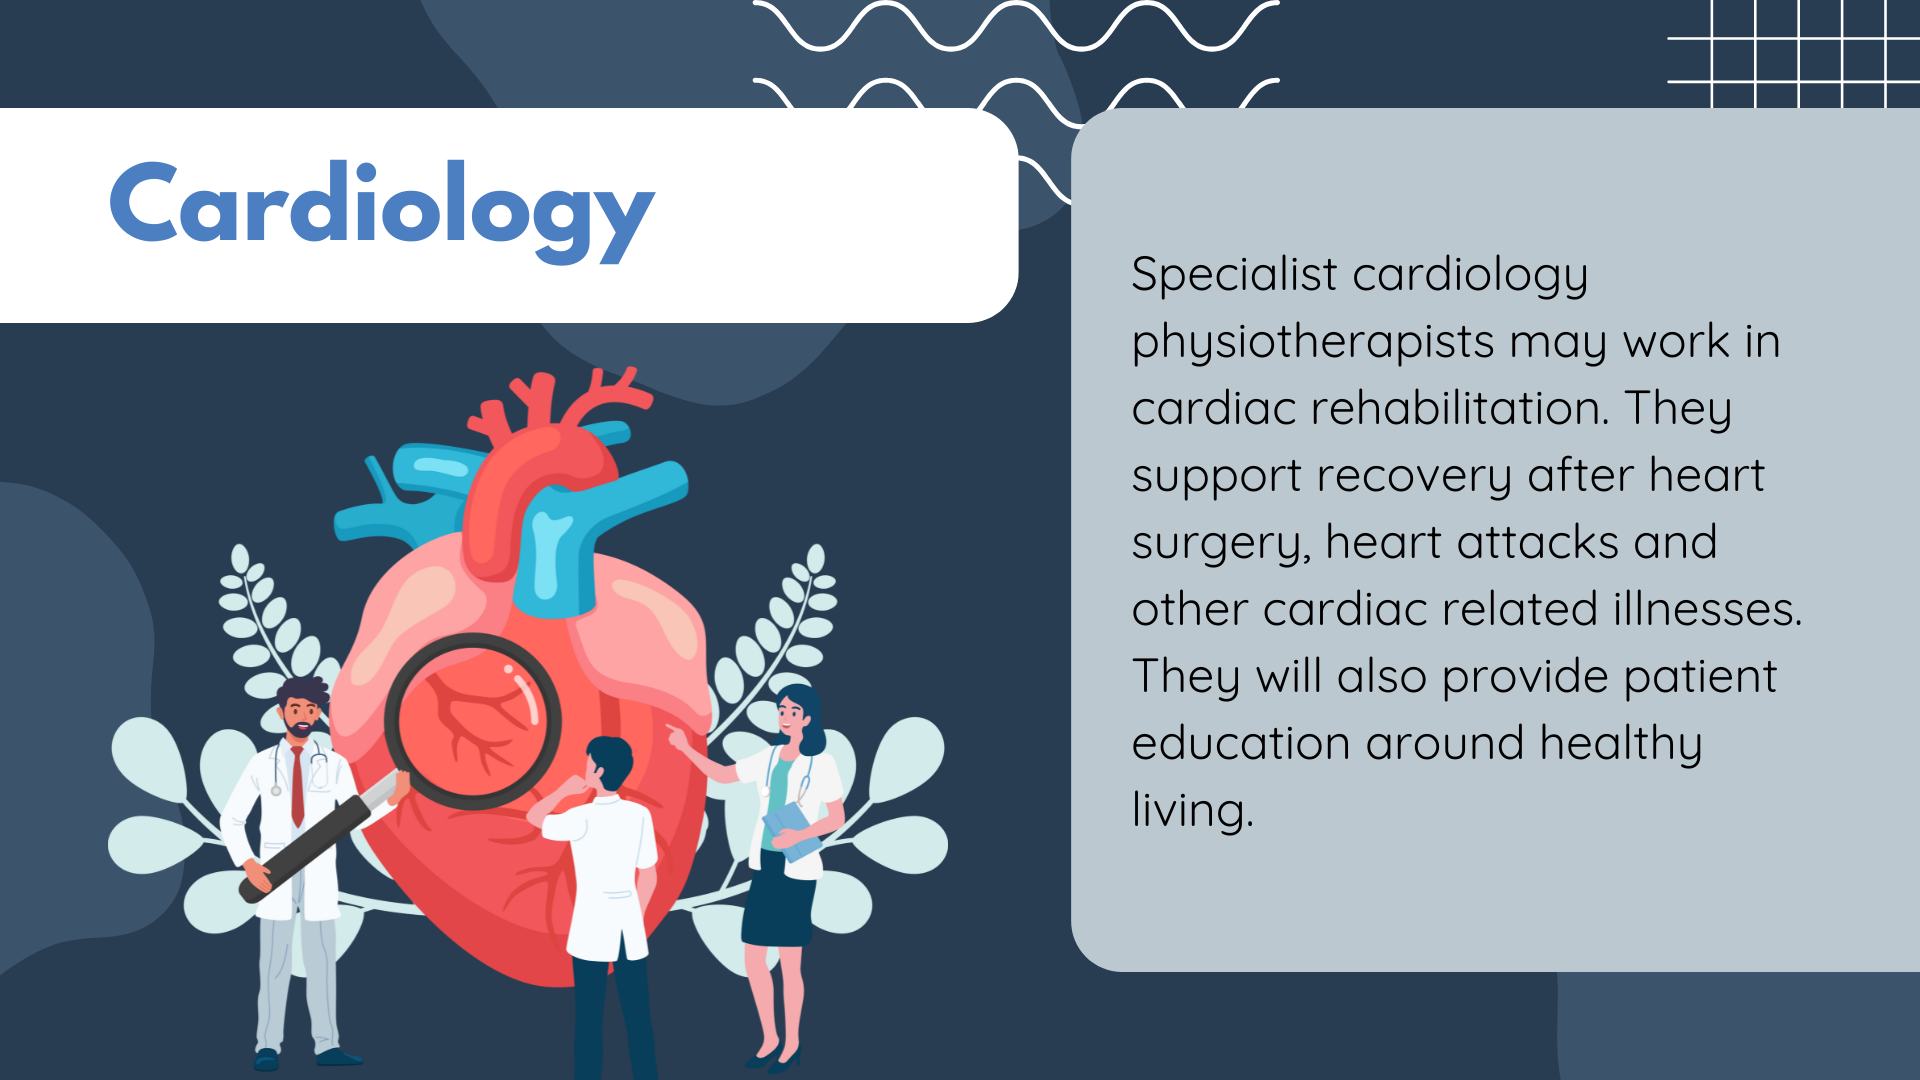 Cardiology
Specialist cardiology
physiotherapists may work in
cardiac rehabilitation. They
support recovery after heart
surgery, heart attacks and
other cardiac related illnesses.
They will also provide patient
education around healthy
living.